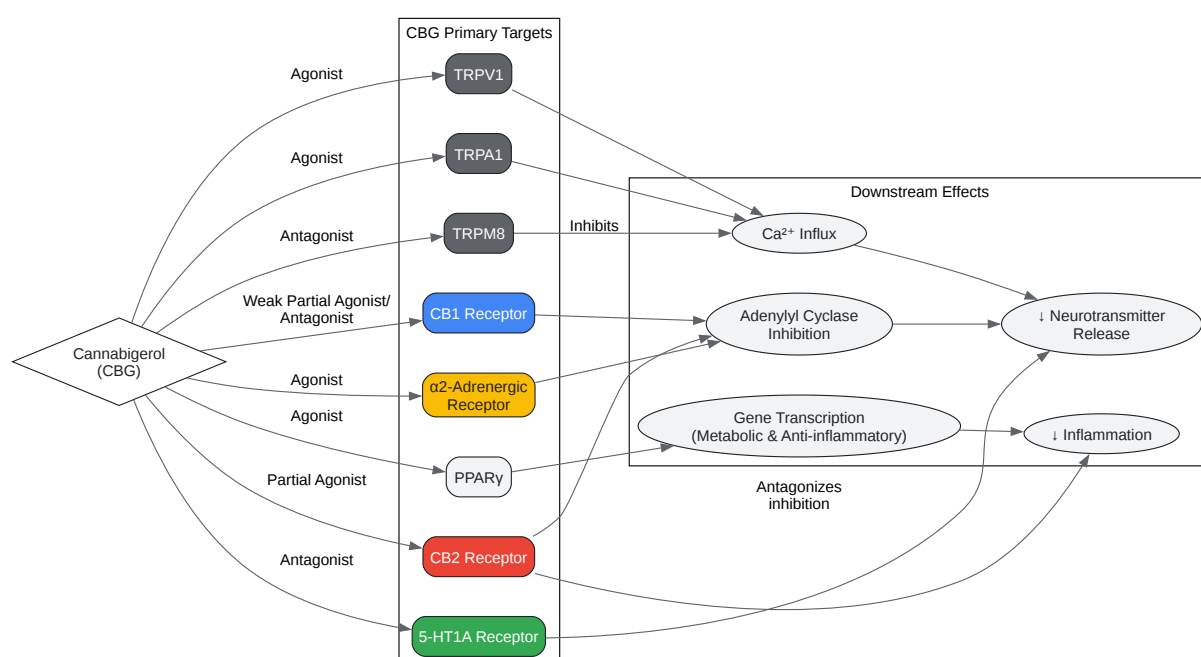 CBG Primary Targets
Agonist
TRPV1
Agonist
TRPA1
Downstream Effects
Antagonist
TRPM8
Inhibits
Ca²⁺ Influx
Weak Partial Agonist/
Antagonist
CB1 Receptor
Adenylyl Cyclase
Inhibition
↓ Neurotransmitter
Release
Cannabigerol
(CBG)
Agonist
α2-Adrenergic
Receptor
Agonist
Gene Transcription
(Metabolic & Anti-inflammatory)
↓ Inflammation
Partial Agonist
PPARγ
Antagonizes
inhibition
Antagonist
CB2 Receptor
5-HT1A Receptor